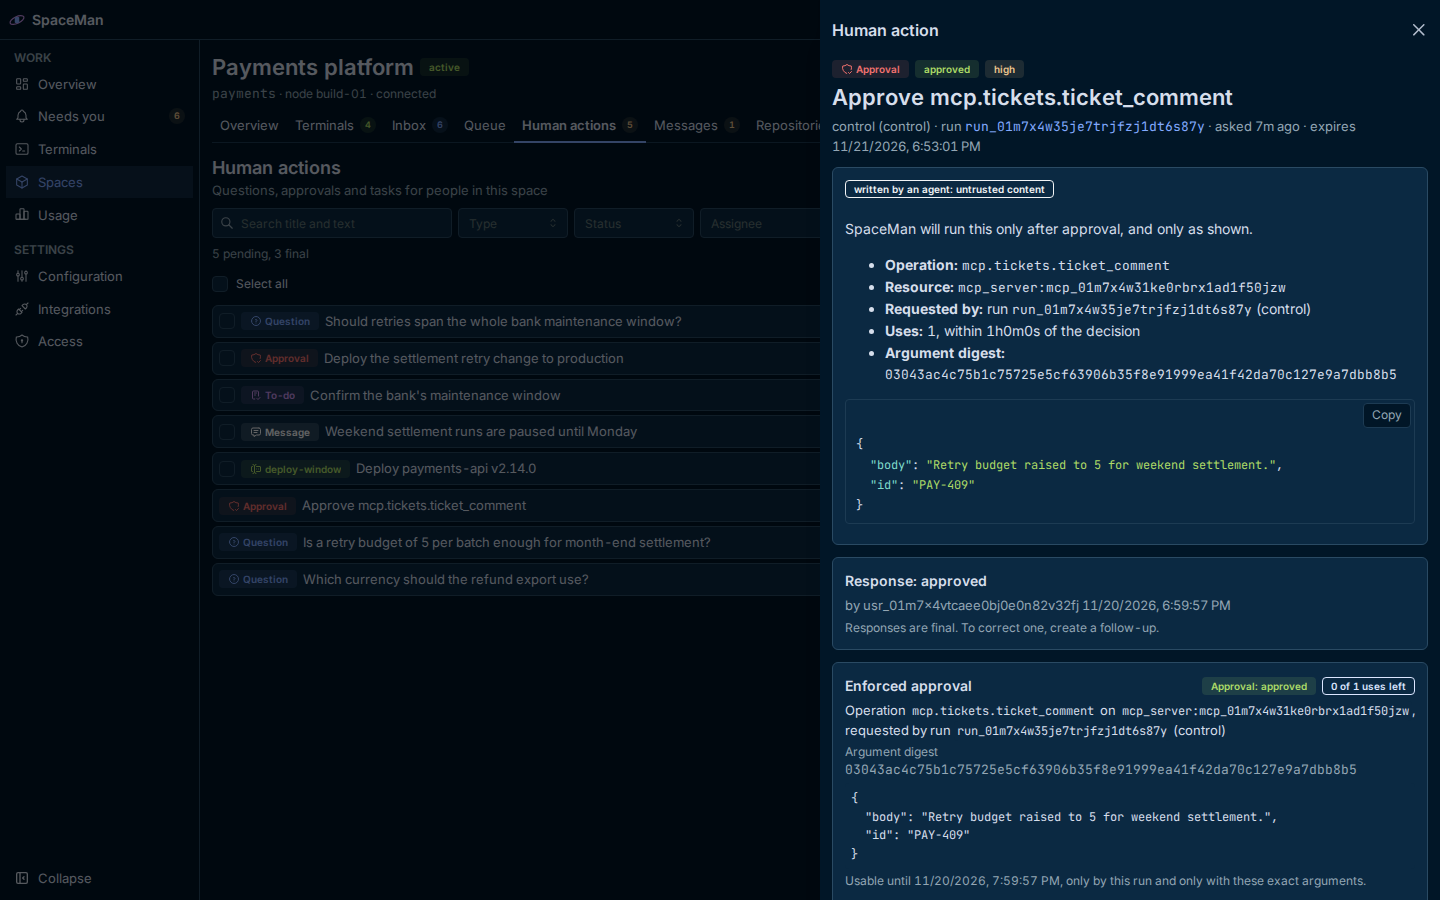 SpaceMan
WORK
Overview
Needs you 6
Terminals
Spaces
Usage
SETTINGS
Configuration
Integrations
Access
Collapse
Payments platform active
payments · node build-01 · connected
Overview Terminals 4 Inbox 6 Queue Human actions 5 Messages 1 Repositori
Human actions
Questions, approvals and tasks for people in this space
Search title and text Type Status Assignee
5 pending, 3 final
Select all
Question Should retries span the whole bank maintenance window?
Approval Deploy the settlement retry change to production
To-do Confirm the bank's maintenance window
Message Weekend settlement runs are paused until Monday
deploy-window Deploy payments-api v2.14.0
Approval Approve mcp.tickets.ticket_comment
Question Is a retry budget of 5 per batch enough for month-end settlement?
Question Which currency should the refund export use?
Human action
Approval approved high
Approve mcp.tickets.ticket_comment
control (control) · run run_01m7x4w35je7trjfzj1dt6s87y · asked 7m ago · expires
11/21/2026, 6:53:01 PM
written by an agent: untrusted content
SpaceMan will run this only after approval, and only as shown.
• Operation: mcp.tickets.ticket_comment
• Resource: mcp_server:mcp_01m7x4w31ke0rbrx1ad1f50jzw
• Requested by: run run_01m7x4w35je7trjfzj1dt6s87y (control)
• Uses: 1, within 1h0m0s of the decision
• Argument digest:
03043ac4c75b1c75725e5cf63906b35f8e91999ea41f42da70c127e9a7dbb8b5
Copy
{
"body": "Retry budget raised to 5 for weekend settlement.",
"id": "PAY-409"
}
Response: approved
by usr_01m7x4vtcaee0bj0e0n82v32fj 11/20/2026, 6:59:57 PM
Responses are final. To correct one, create a follow-up.
Enforced approval Approval: approved 0 of 1 uses left
Operation mcp.tickets.ticket_comment on mcp_server:mcp_01m7x4w31ke0rbrx1ad1f50jzw,
requested by run run_01m7x4w35je7trjfzj1dt6s87y (control)
Argument digest
03043ac4c75b1c75725e5cf63906b35f8e91999ea41f42da70c127e9a7dbb8b5
{
"body": "Retry budget raised to 5 for weekend settlement.",
"id": "PAY-409"
}
Usable until 11/20/2026, 7:59:57 PM, only by this run and only with these exact arguments.